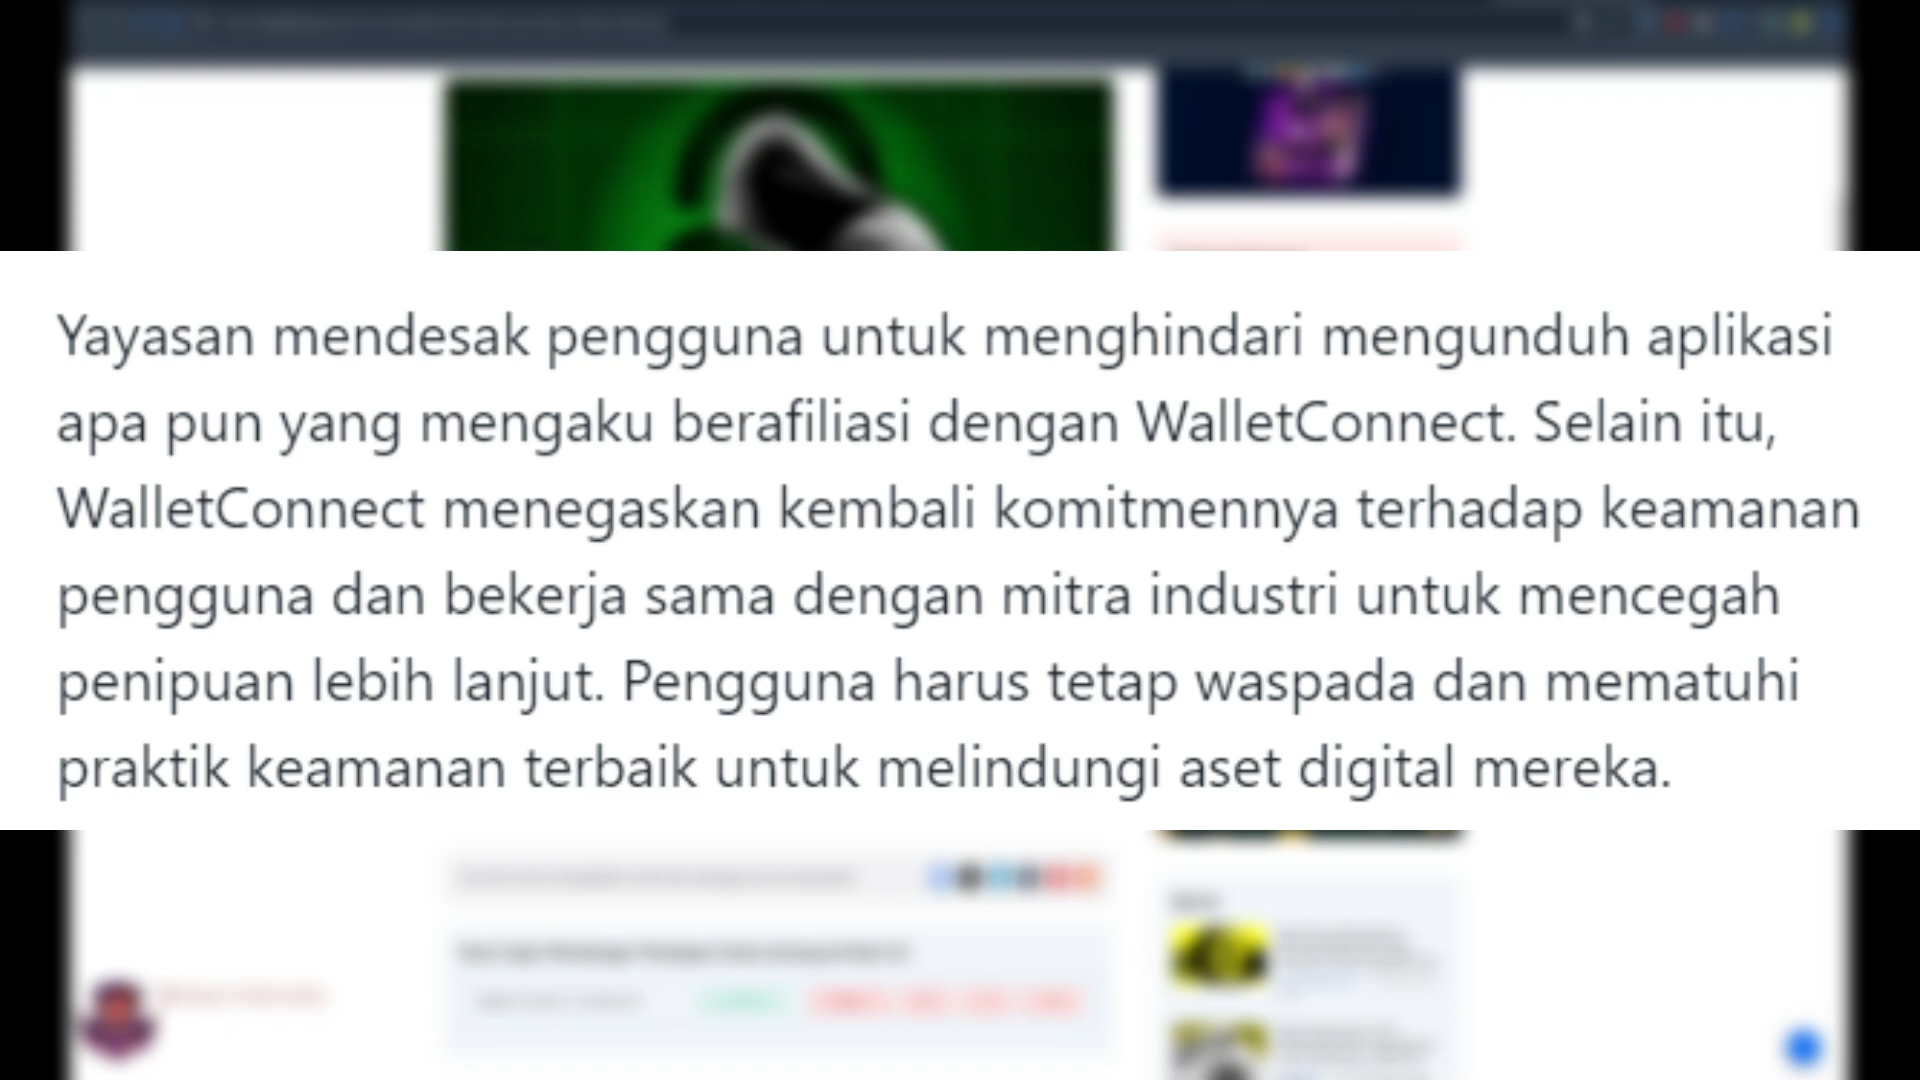 Yayasan mendesak pengguna untuk menghindari mengunduh aplikasi
apa pun yang mengaku berafiliasi dengan WalletConnect. Selain itu,
WalletConnect menegaskan kembali komitmennya terhadap keamanan
pengguna dan bekerja sama dengan mitra industri untuk mencegah
penipuan lebih lanjut. Pengguna harus tetap waspada dan mematuhi
praktik keamanan terbaik untuk melindungi aset digital mereka.